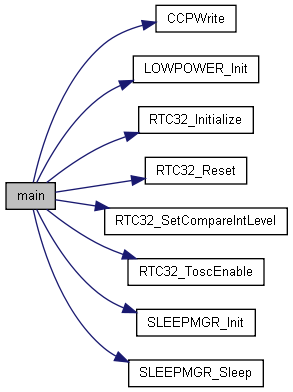 CCPWrite
LOWPOWER_Init
RTC32_Initialize
RTC32_Reset
main
RTC32_SetCompareIntLevel
RTC32_ToscEnable
SLEEPMGR_Init
SLEEPMGR_Sleep